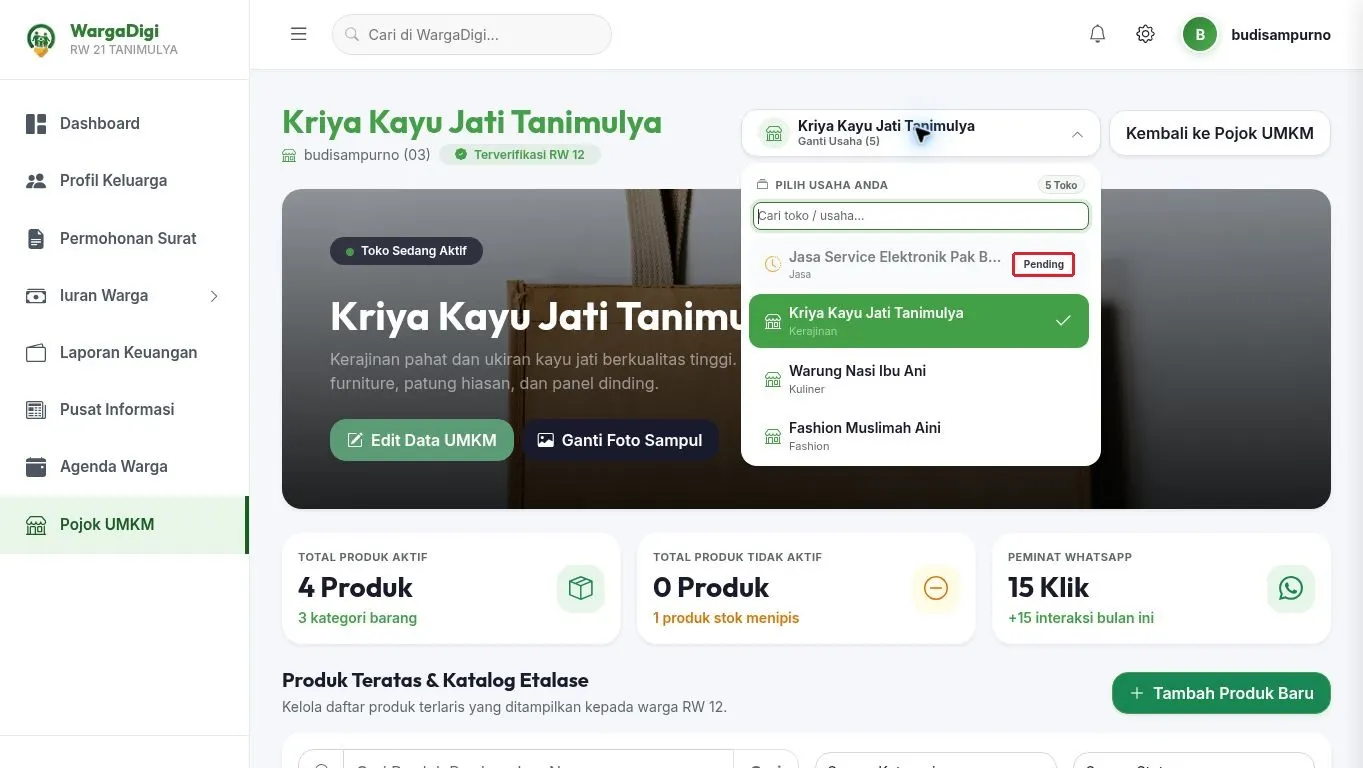 WargaDigi
RW 21 TANIMULYA
Cari di WargaDigi...
B
budisampurno
Dashboard
Profil Keluarga
Permohonan Surat
Iuran Warga
Laporan Keuangan
Pusat Informasi
Agenda Warga
Pojok UMKM
Kriya Kayu Jati Tanimulya
budisampurno (03)
Terverifikasi RW 12
Kriya Kayu Jati Tanimulya
Ganti Usaha (5)
Kembali ke Pojok UMKM
PILIH USAHA ANDA
5 Toko
Cari toko / usaha...
Jasa Service Elektronik Pak B...
Jasa
Pending
Kriya Kayu Jati Tanimulya
Kerajinan
Warung Nasi Ibu Ani
Kuliner
Fashion Muslimah Aini
Fashion
Toko Sedang Aktif
Kriya Kayu Jati Tanimu
Kerajinan pahat dan ukiran kayu jati berkualitas tinggi.
furniture, patung hiasan, dan panel dinding.
Edit Data UMKM
Ganti Foto Sampul
TOTAL PRODUK AKTIF
4 Produk
3 kategori barang
TOTAL PRODUK TIDAK AKTIF
0 Produk
1 produk stok menipis
PEMINAT WHATSAPP
15 Klik
+15 interaksi bulan ini
Produk Teratas & Katalog Etalase
Kelola daftar produk terlaris yang ditampilkan kepada warga RW 12.
Tambah Produk Baru